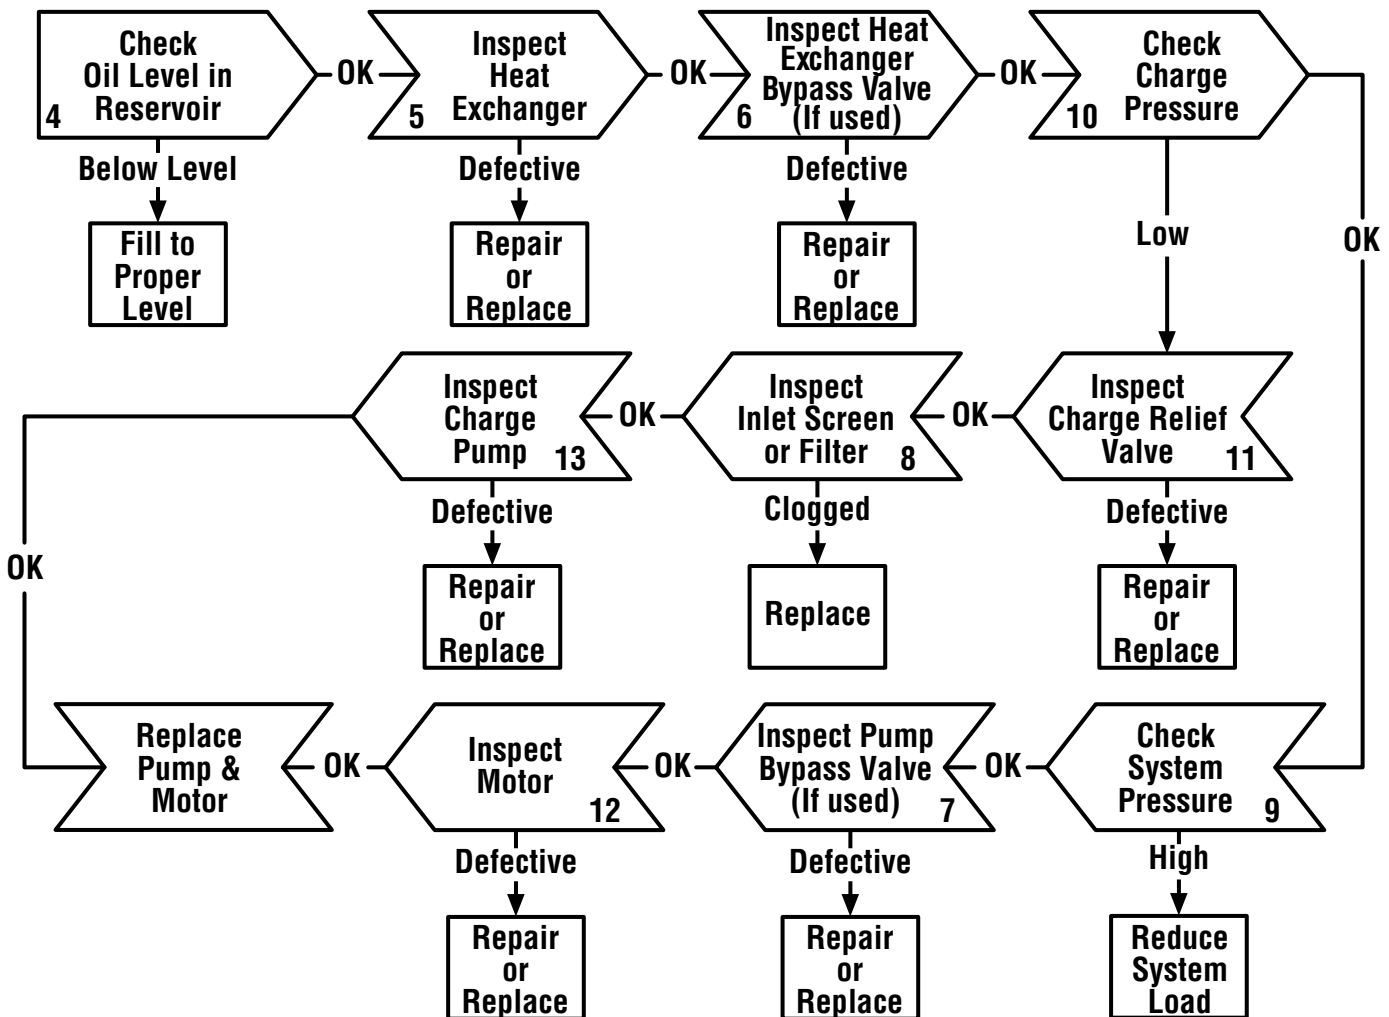 Check
Oil Level in
Reservoir
4
OK
Inspect
Heat
Exchanger
5
OK
Inspect Heat
Exchanger
Bypass Valve
(If used)
6
OK
Check
Charge
Pressure
10
Below Level
Defective
Defective
Low
OK
Fill to
Proper
Level
Repair
or
Replace
Repair
or
Replace
Inspect
Charge
Pump
13
OK
Inspect
Inlet Screen
or Filter
8
OK
Inspect
Charge Relief
Valve
11
Defective
Clogged
Defective
OK
Repair
or
Replace
Replace
Repair
or
Replace
Replace
Pump &
Motor
OK
Inspect
Motor
12
OK
Inspect Pump
Bypass Valve
(If used)
7
OK
Check
System
Pressure
9
Defective
Defective
High
Repair
or
Replace
Repair
or
Replace
Reduce
System
Load